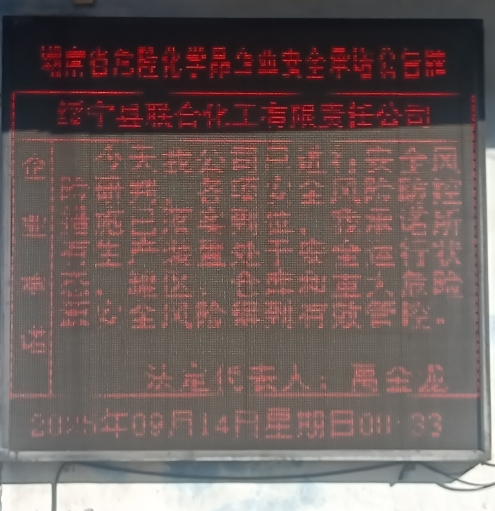 湖南省危险化学品企业安全承诺公告牌
绥宁县联合化工有限责任公司
企业承诺
今天我公司已进行安全风
险研判，各项安全风险防控
措施已落实到位，我承诺所
有生产装置处于安全运行状
态，罐区、仓库和重大危险
源安全风险得到有效管控。
法定代表人：禹金龙
2025年09月14日星期日08:33